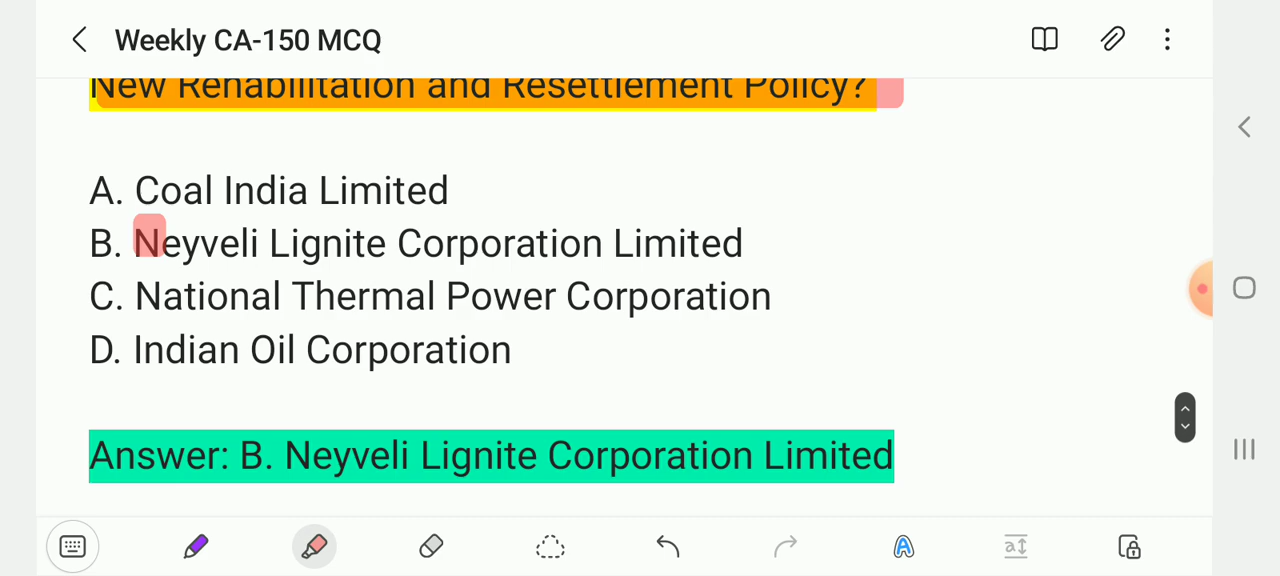 Weekly CA-150 MCQ
New Rehabilitation and Resettlement Policy?
A. Coal India Limited
B. Neyveli Lignite Corporation Limited
C. National Thermal Power Corporation
D. Indian Oil Corporation
Answer: B. Neyveli Lignite Corporation Limited